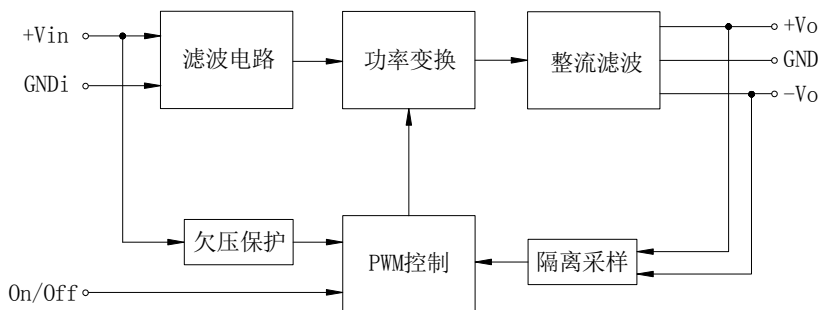 +Vin
GNDi
滤波电路
功率变换
整流滤波
+Vo
GND
-Vo
欠压保护
PWM控制
隔离采样
On/Off